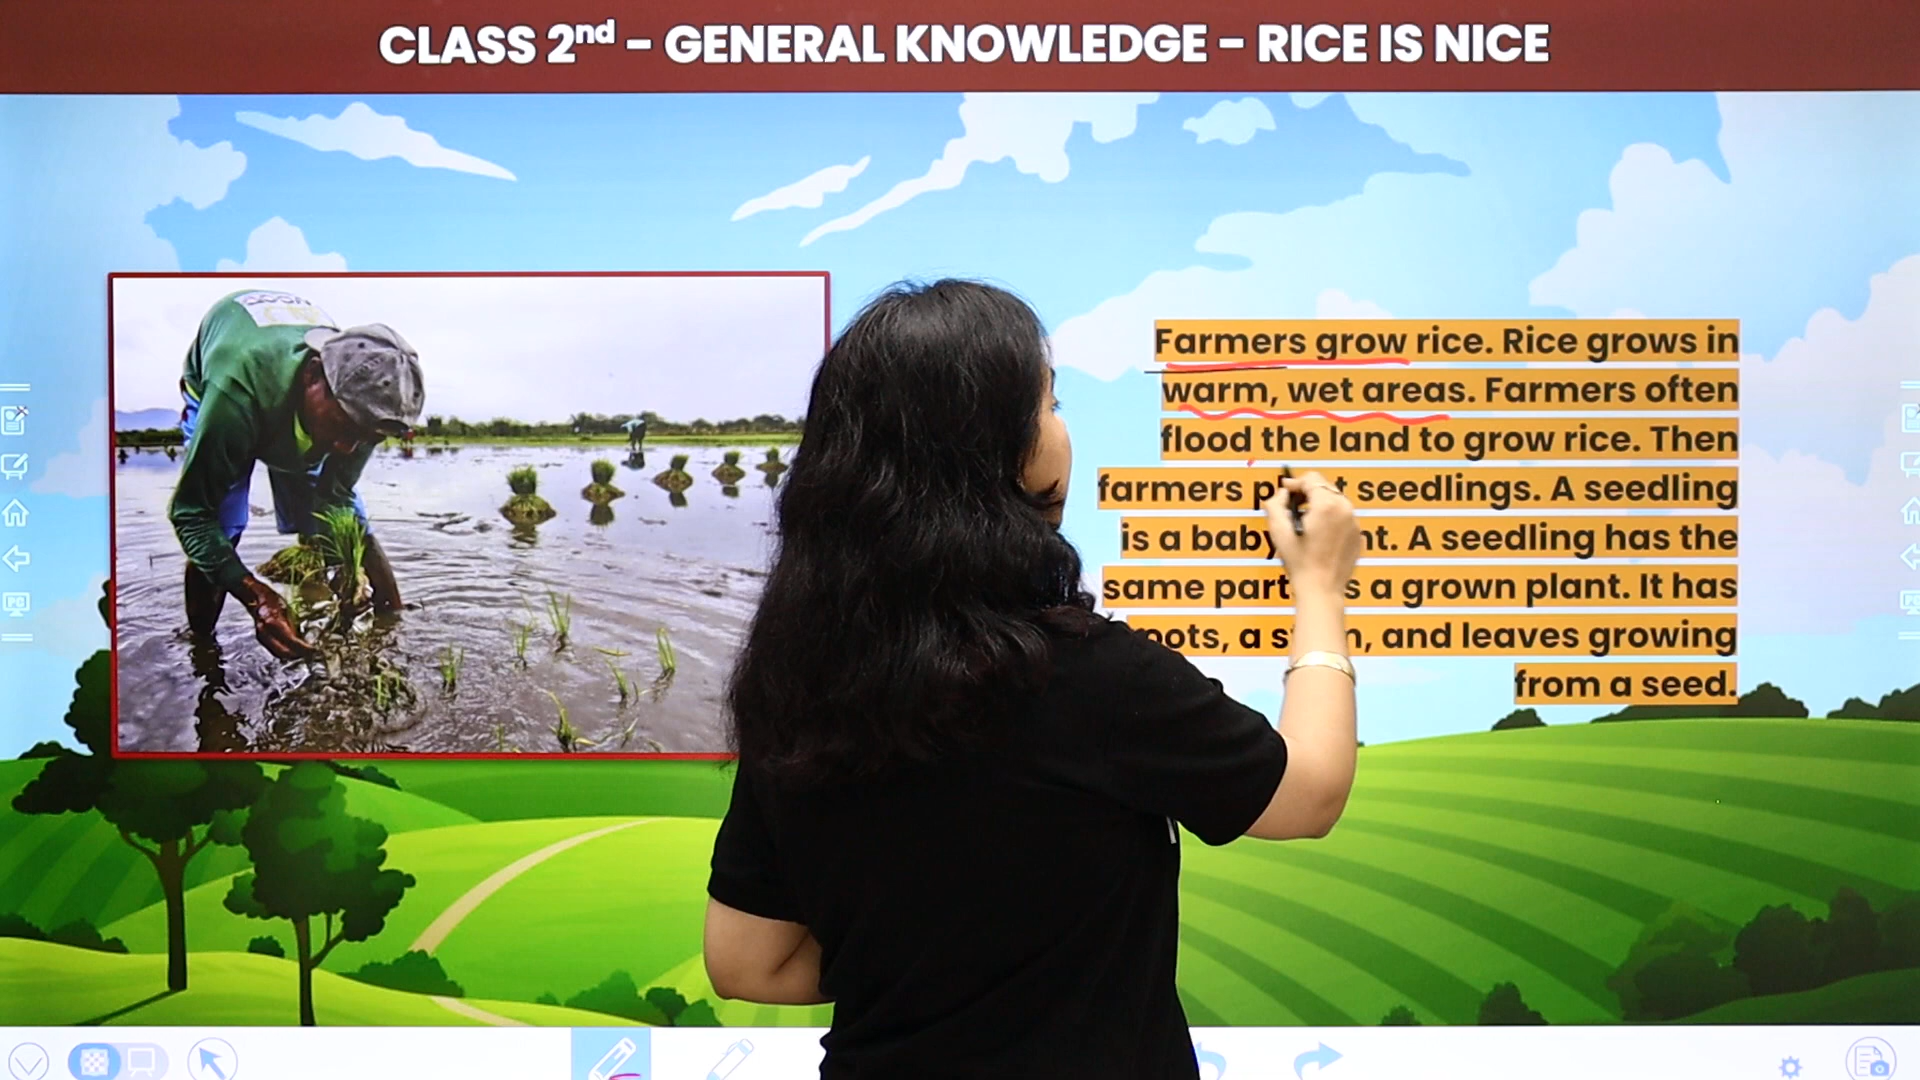 CLASS 2nd - GENERAL KNOWLEDGE - RICE IS NICE
Farmers grow rice. Rice grows in
warm, wet areas. Farmers often
flood the land to grow rice. Then
farmers seedlings. A seedling
is a baby A seedling has the
same a grown plant. It has
a and leaves growing
from a seed.